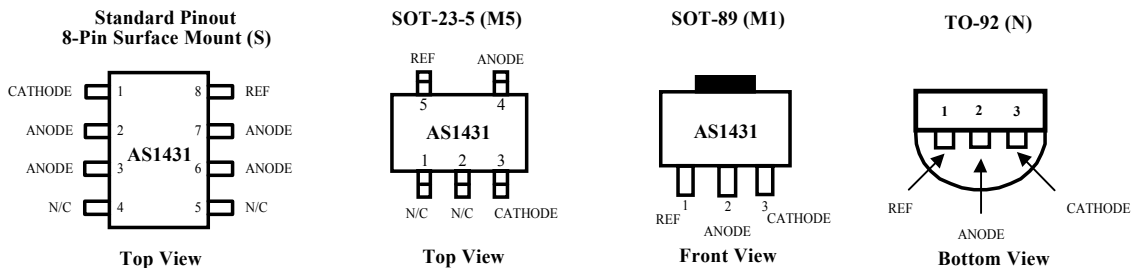 Standard Pinout
8-Pin Surface Mount (S)
CATHODE 1 8 REF
ANODE 2 7 ANODE
AS1431
ANODE 3 6 ANODE
N/C 4 5 N/C
Top View
SOT-23-5 (M5)
REF ANODE
5 4
AS1431
1 2 3
N/C N/C CATHODE
Top View
SOT-89 (M1)
AS1431
1 2 3
REF ANODE CATHODE
Front View
TO-92 (N)
1 2 3
REF ANODE CATHODE
Bottom View